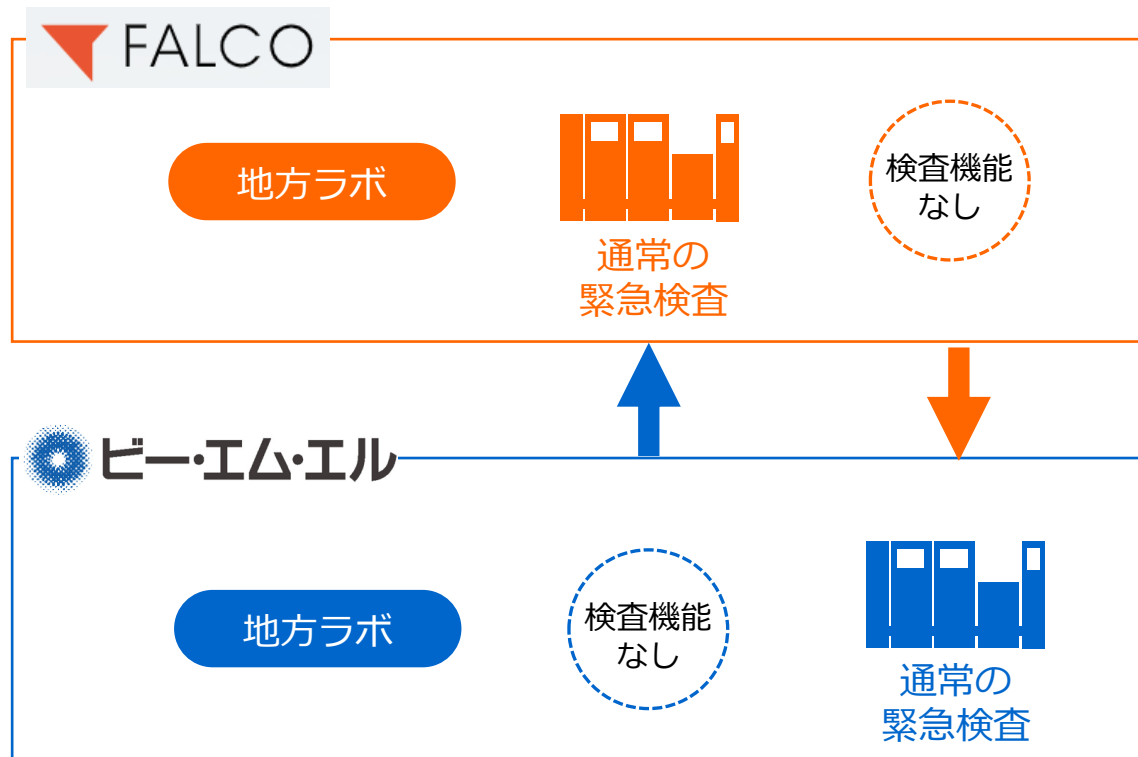 FALCO
地方ラボ
通常の
緊急検査
検査機能
なし
ビー・エム・エル
地方ラボ
検査機能
なし
通常の
緊急検査